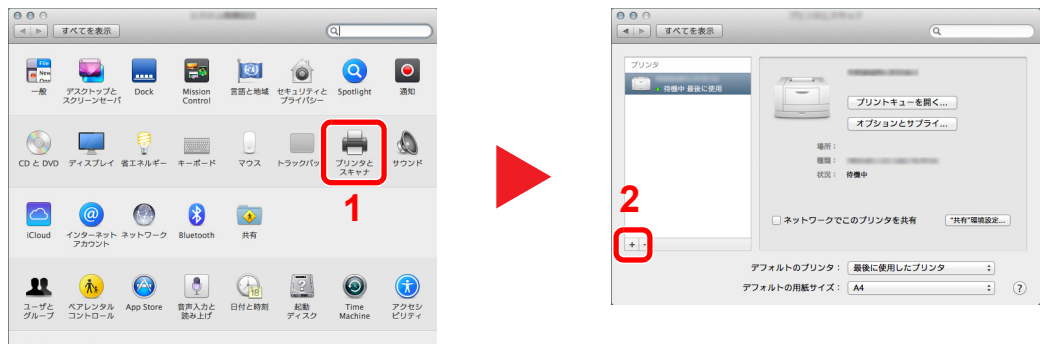 すべてを表示
File
New
Open
一般
デスクトップと
スクリーンセーバ
Dock
Mission
Control
言語と地域
セキュリティと
プライバシー
Spotlight
通知
CD と DVD
ディスプレイ
省エネルギー
キーボード
マウス
トラックパッ
プリンタと
スキャナ
サウンド
1
iCloud
インターネット
アカウント
ネットワーク
Bluetooth
共有
18
ユーザと
グループ
ペアレンタル
コントロール
App Store
音声入力と
読み上げ
日付と時刻
起動
ディスク
Time
Machine
アクセシ
ビリティ
すべてを表示
プリンタ
待機中 最後に使用
プリントキューを開く...
オプションとサプライ...
場所：
種類：
状況： 待機中
2
ネットワークでこのプリンタを共有
"共有"環境設定...
+ -
デフォルトのプリンタ： 最後に使用したプリンタ
デフォルトの用紙サイズ： A4
?